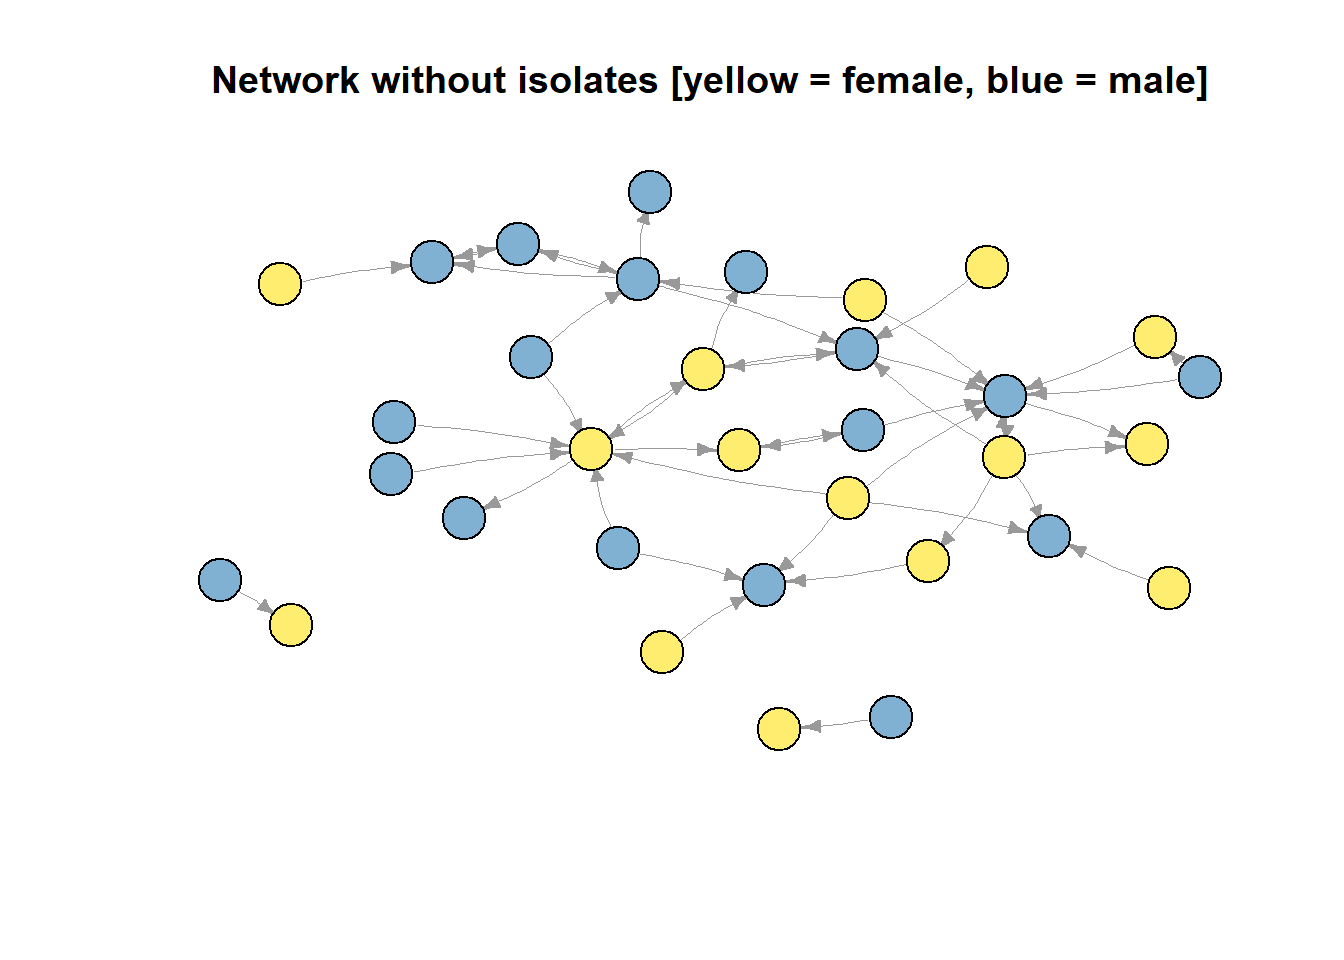 Network without isolates [yellow = female, blue = male]